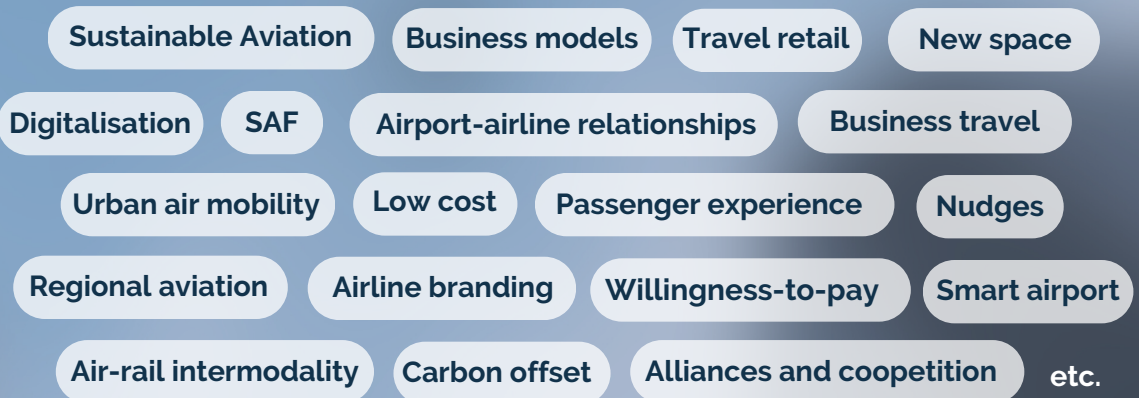 Sustainable Aviation Business models Travel retail New space
Digitalisation SAF Airport-airline relationships Business travel
Urban air mobility Low cost Passenger experience Nudges
Regional aviation Airline branding Willingness-to-pay Smart airport
Air-rail intermodality Carbon offset Alliances and coopetition etc.